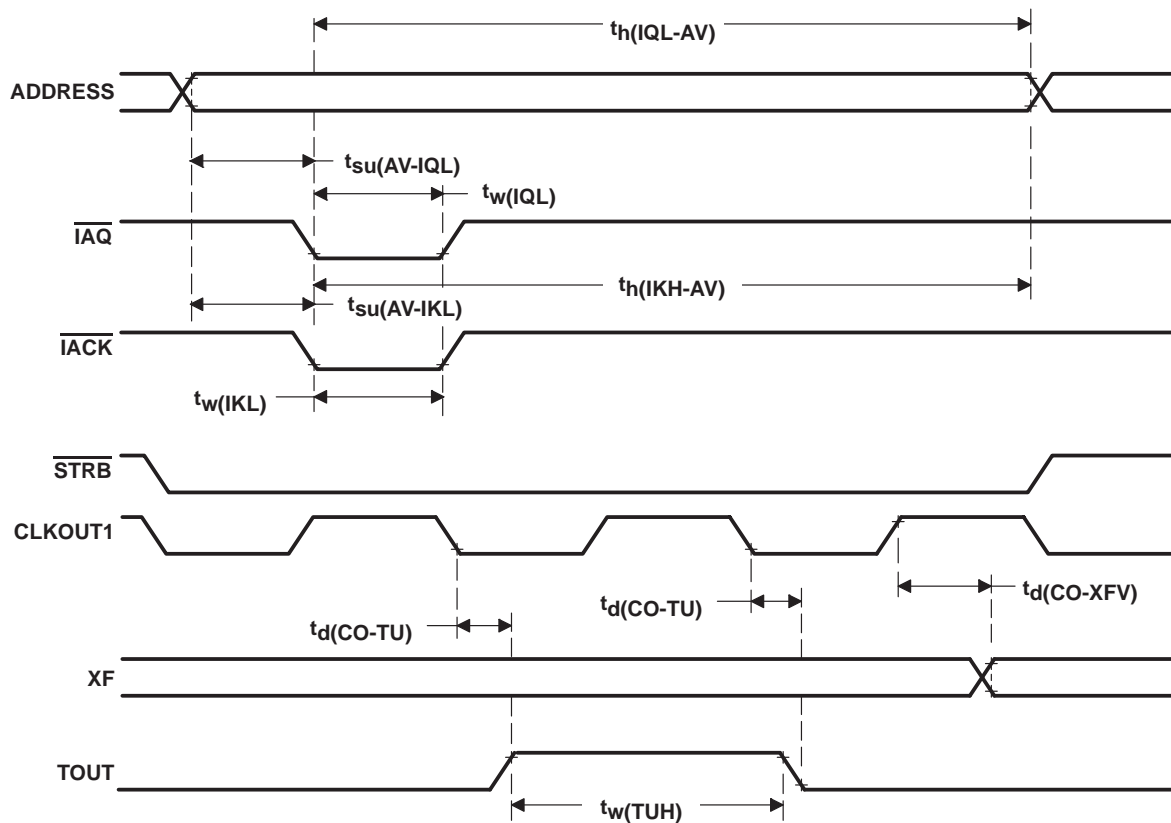 th(IQL-AV)
ADDRESS
tsu(AV-IQL)
tw(IQL)
IAQ
th(IKH-AV)
tsu(AV-IKL)
IACK
tw(IKL)
STRB
CLKOUT1
td(CO-XFV)
td(CO-TU)
td(CO-TU)
XF
TOUT
tw(TUH)